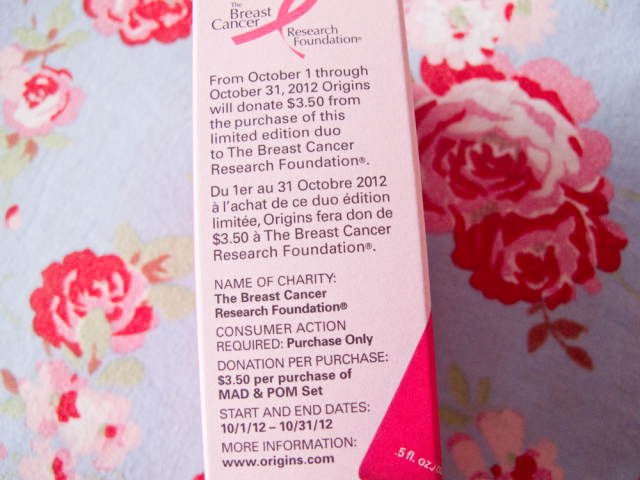 The
Breast
Cancer
Research
Foundation®
From October 1 through
October 31, 2012 Origins
will donate $3.50 from
the purchase of this
limited edition duo
to The Breast Cancer
Research Foundation®.
Du 1er au 31 Octobre 2012
à l'achat de ce duo édition
limitée, Origins fera don de
$3.50 à The Breast Cancer
Research Foundation®.
NAME OF CHARITY:
The Breast Cancer
Research Foundation®
CONSUMER ACTION
REQUIRED: Purchase Only
DONATION PER PURCHASE:
$3.50 per purchase of
MAD & POM Set
START AND END DATES:
10/1/12 – 10/31/12
MORE INFORMATION:
www.origins.com
.5 fl. oz.